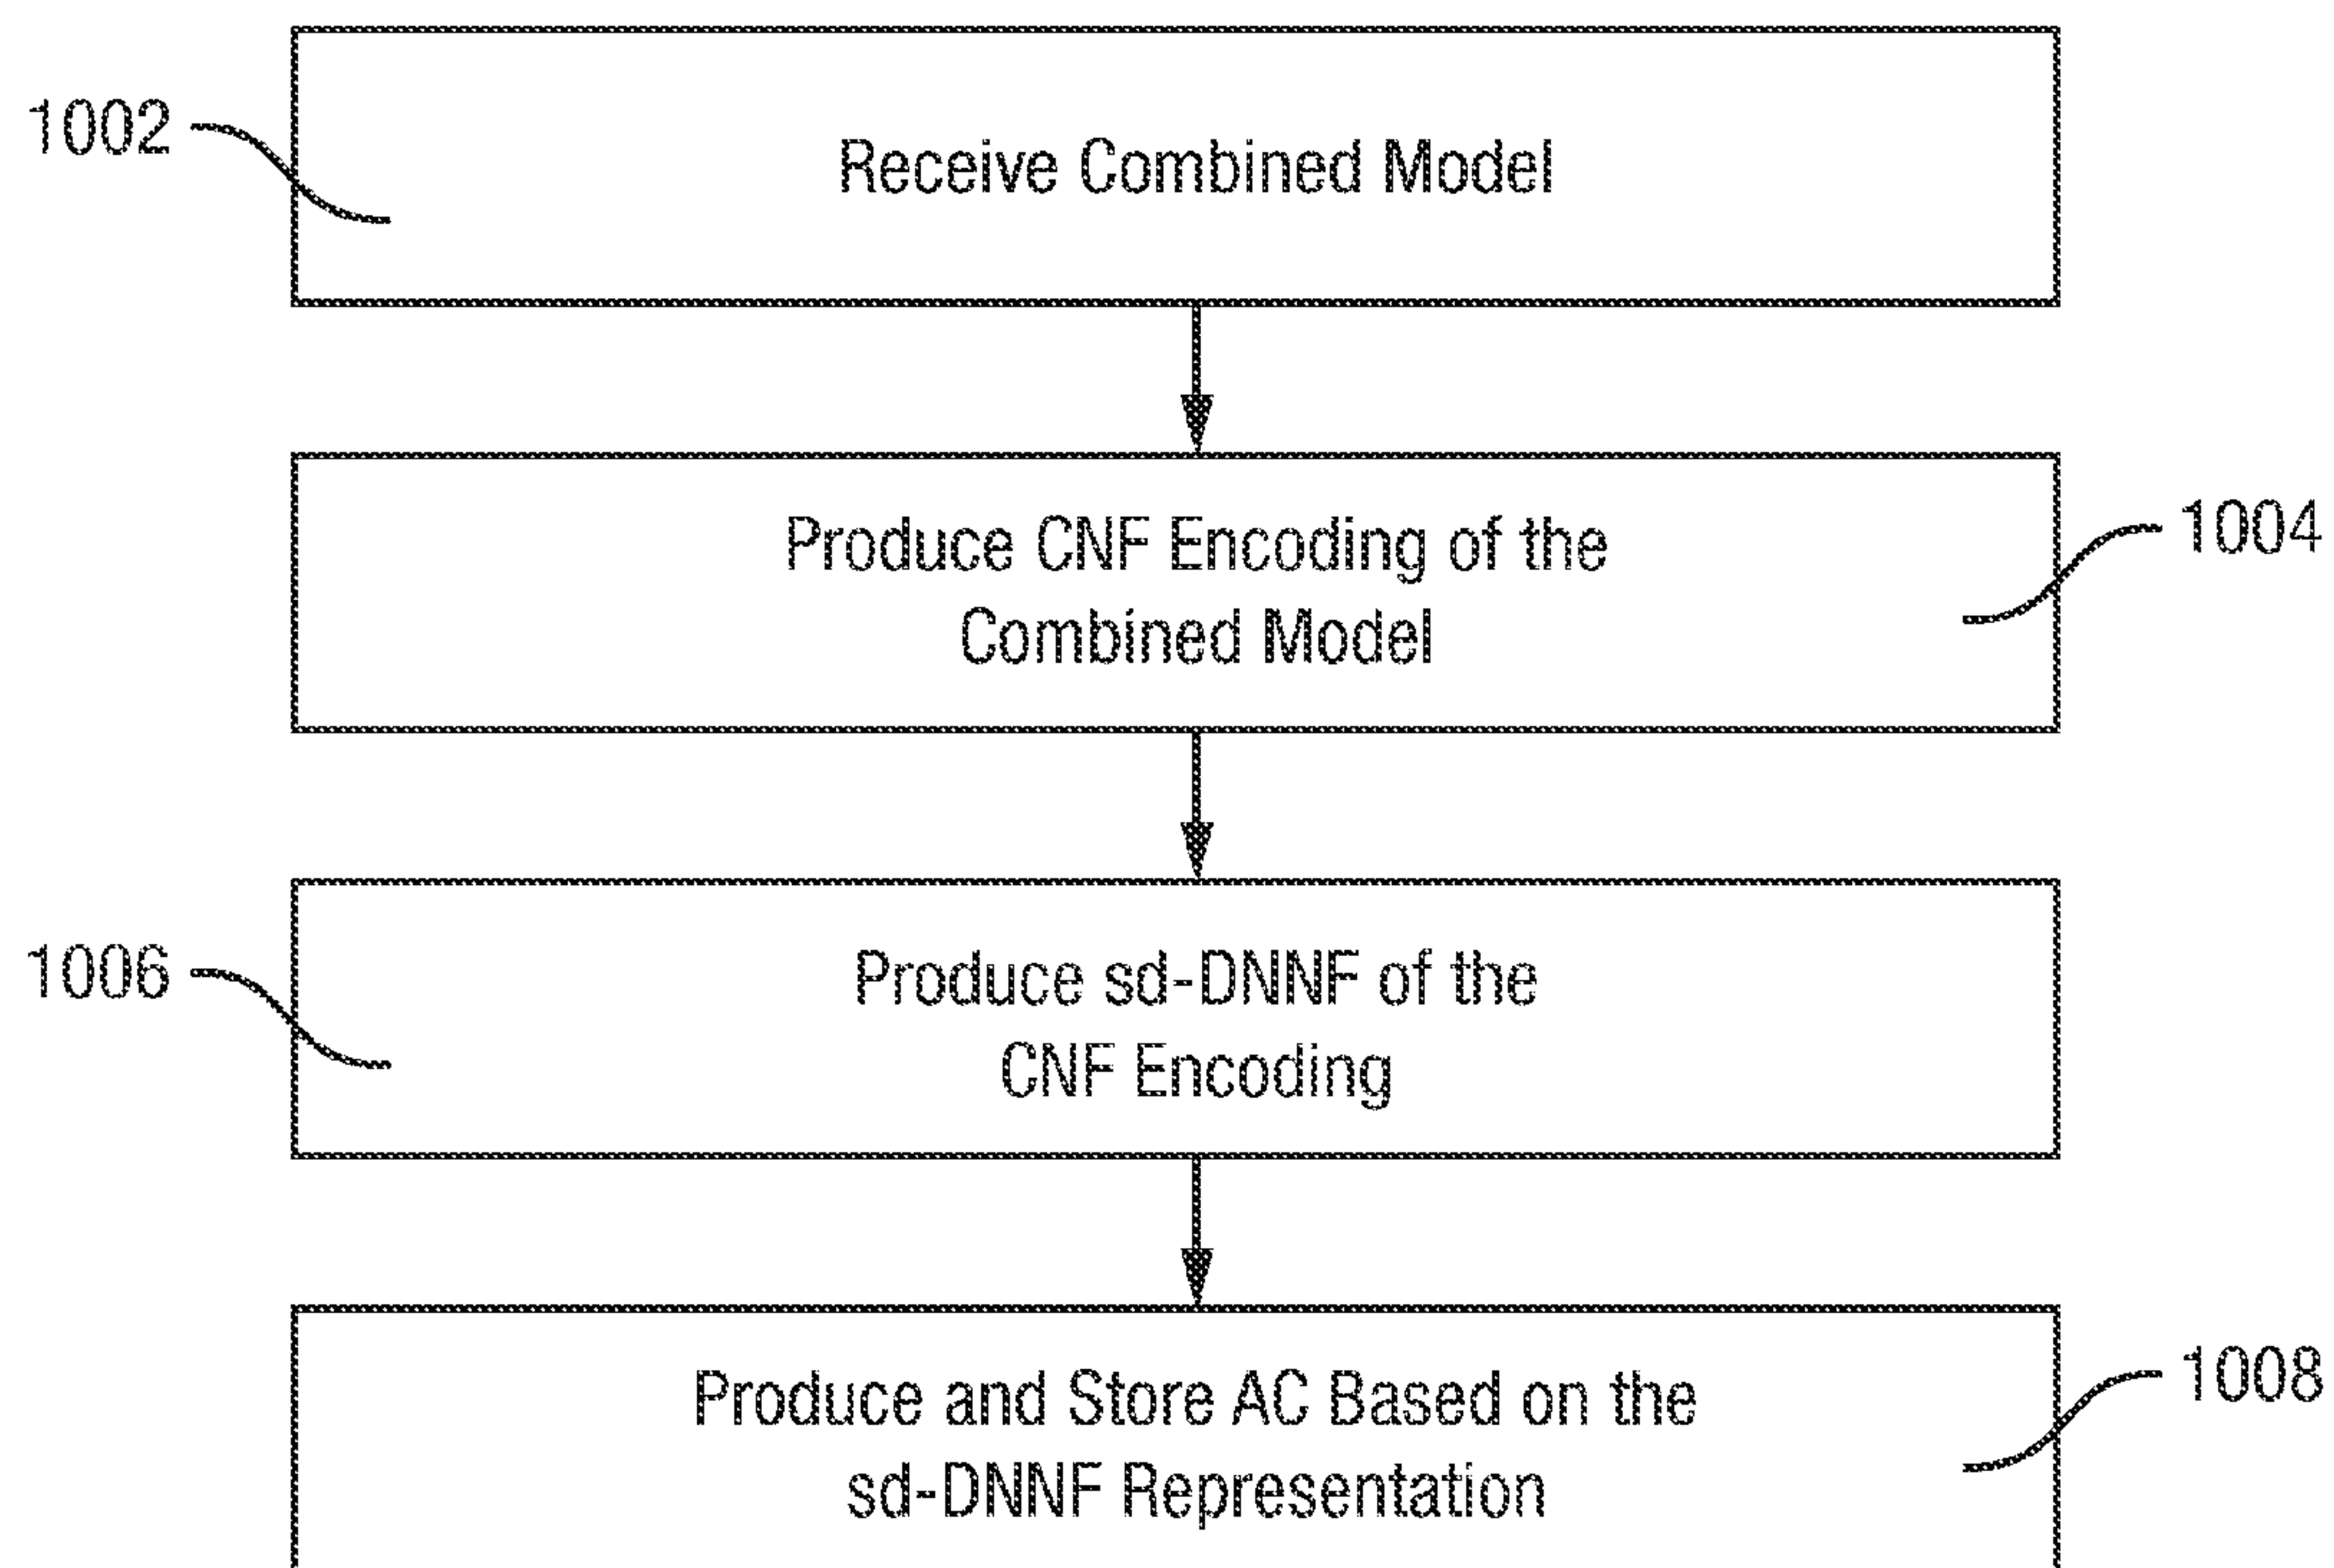 1002
Receive Combined Model
Produce CNF Encoding of the
Combined Model
1004
1006
Produce sd-DNNF of the
CNF Encoding
Produce and Store AC Based on the
sd-DNNF Representation
1008